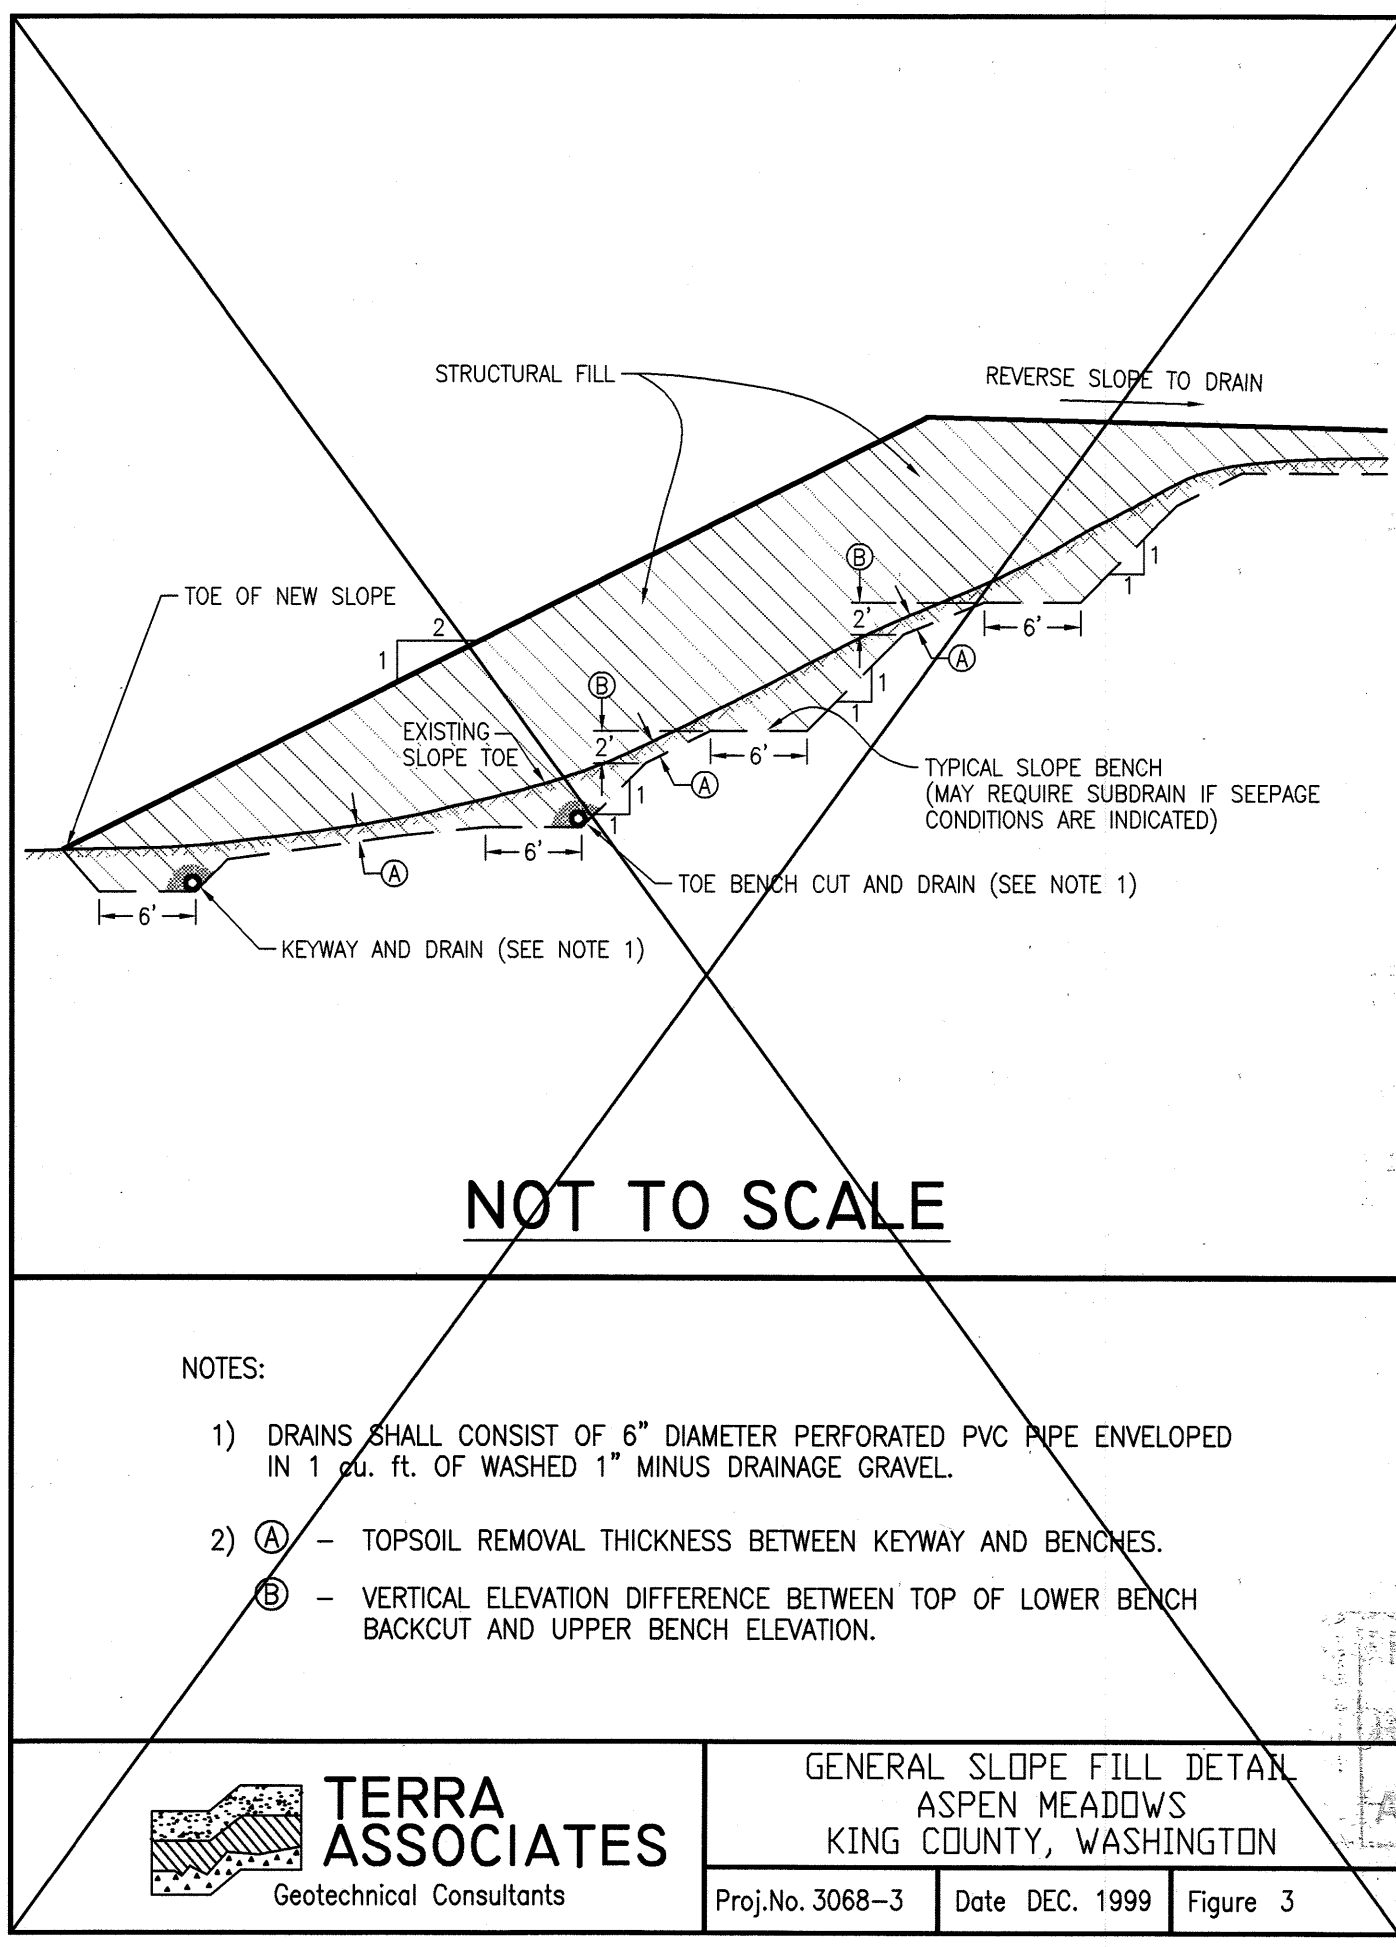 STRUCTURAL FILL
REVERSE SLOPE TO DRAIN
TOE OF NEW SLOPE
2
1
B
2'
A
6'
1
1
EXISTING
SLOPE TOE
B
2'
A
6'
1
1
TYPICAL SLOPE BENCH
(MAY REQUIRE SUBDRAIN IF SEEPAGE
CONDITIONS ARE INDICATED)
1
1
6'
A
TOE BENCH CUT AND DRAIN (SEE NOTE 1)
6'
KEYWAY AND DRAIN (SEE NOTE 1)
NOT TO SCALE
NOTES:
1) DRAINS SHALL CONSIST OF 6" DIAMETER PERFORATED PVC PIPE ENVELOPED
IN 1 cu. ft. OF WASHED 1" MINUS DRAINAGE GRAVEL.
2) A – TOPSOIL REMOVAL THICKNESS BETWEEN KEYWAY AND BENCHES.
B – VERTICAL ELEVATION DIFFERENCE BETWEEN TOP OF LOWER BENCH
BACKCUT AND UPPER BENCH ELEVATION.
TERRA
ASSOCIATES
Geotechnical Consultants
GENERAL SLOPE FILL DETAIL
ASPEN MEADOWS
KING COUNTY, WASHINGTON
Proj.No. 3068-3
Date DEC. 1999
Figure 3